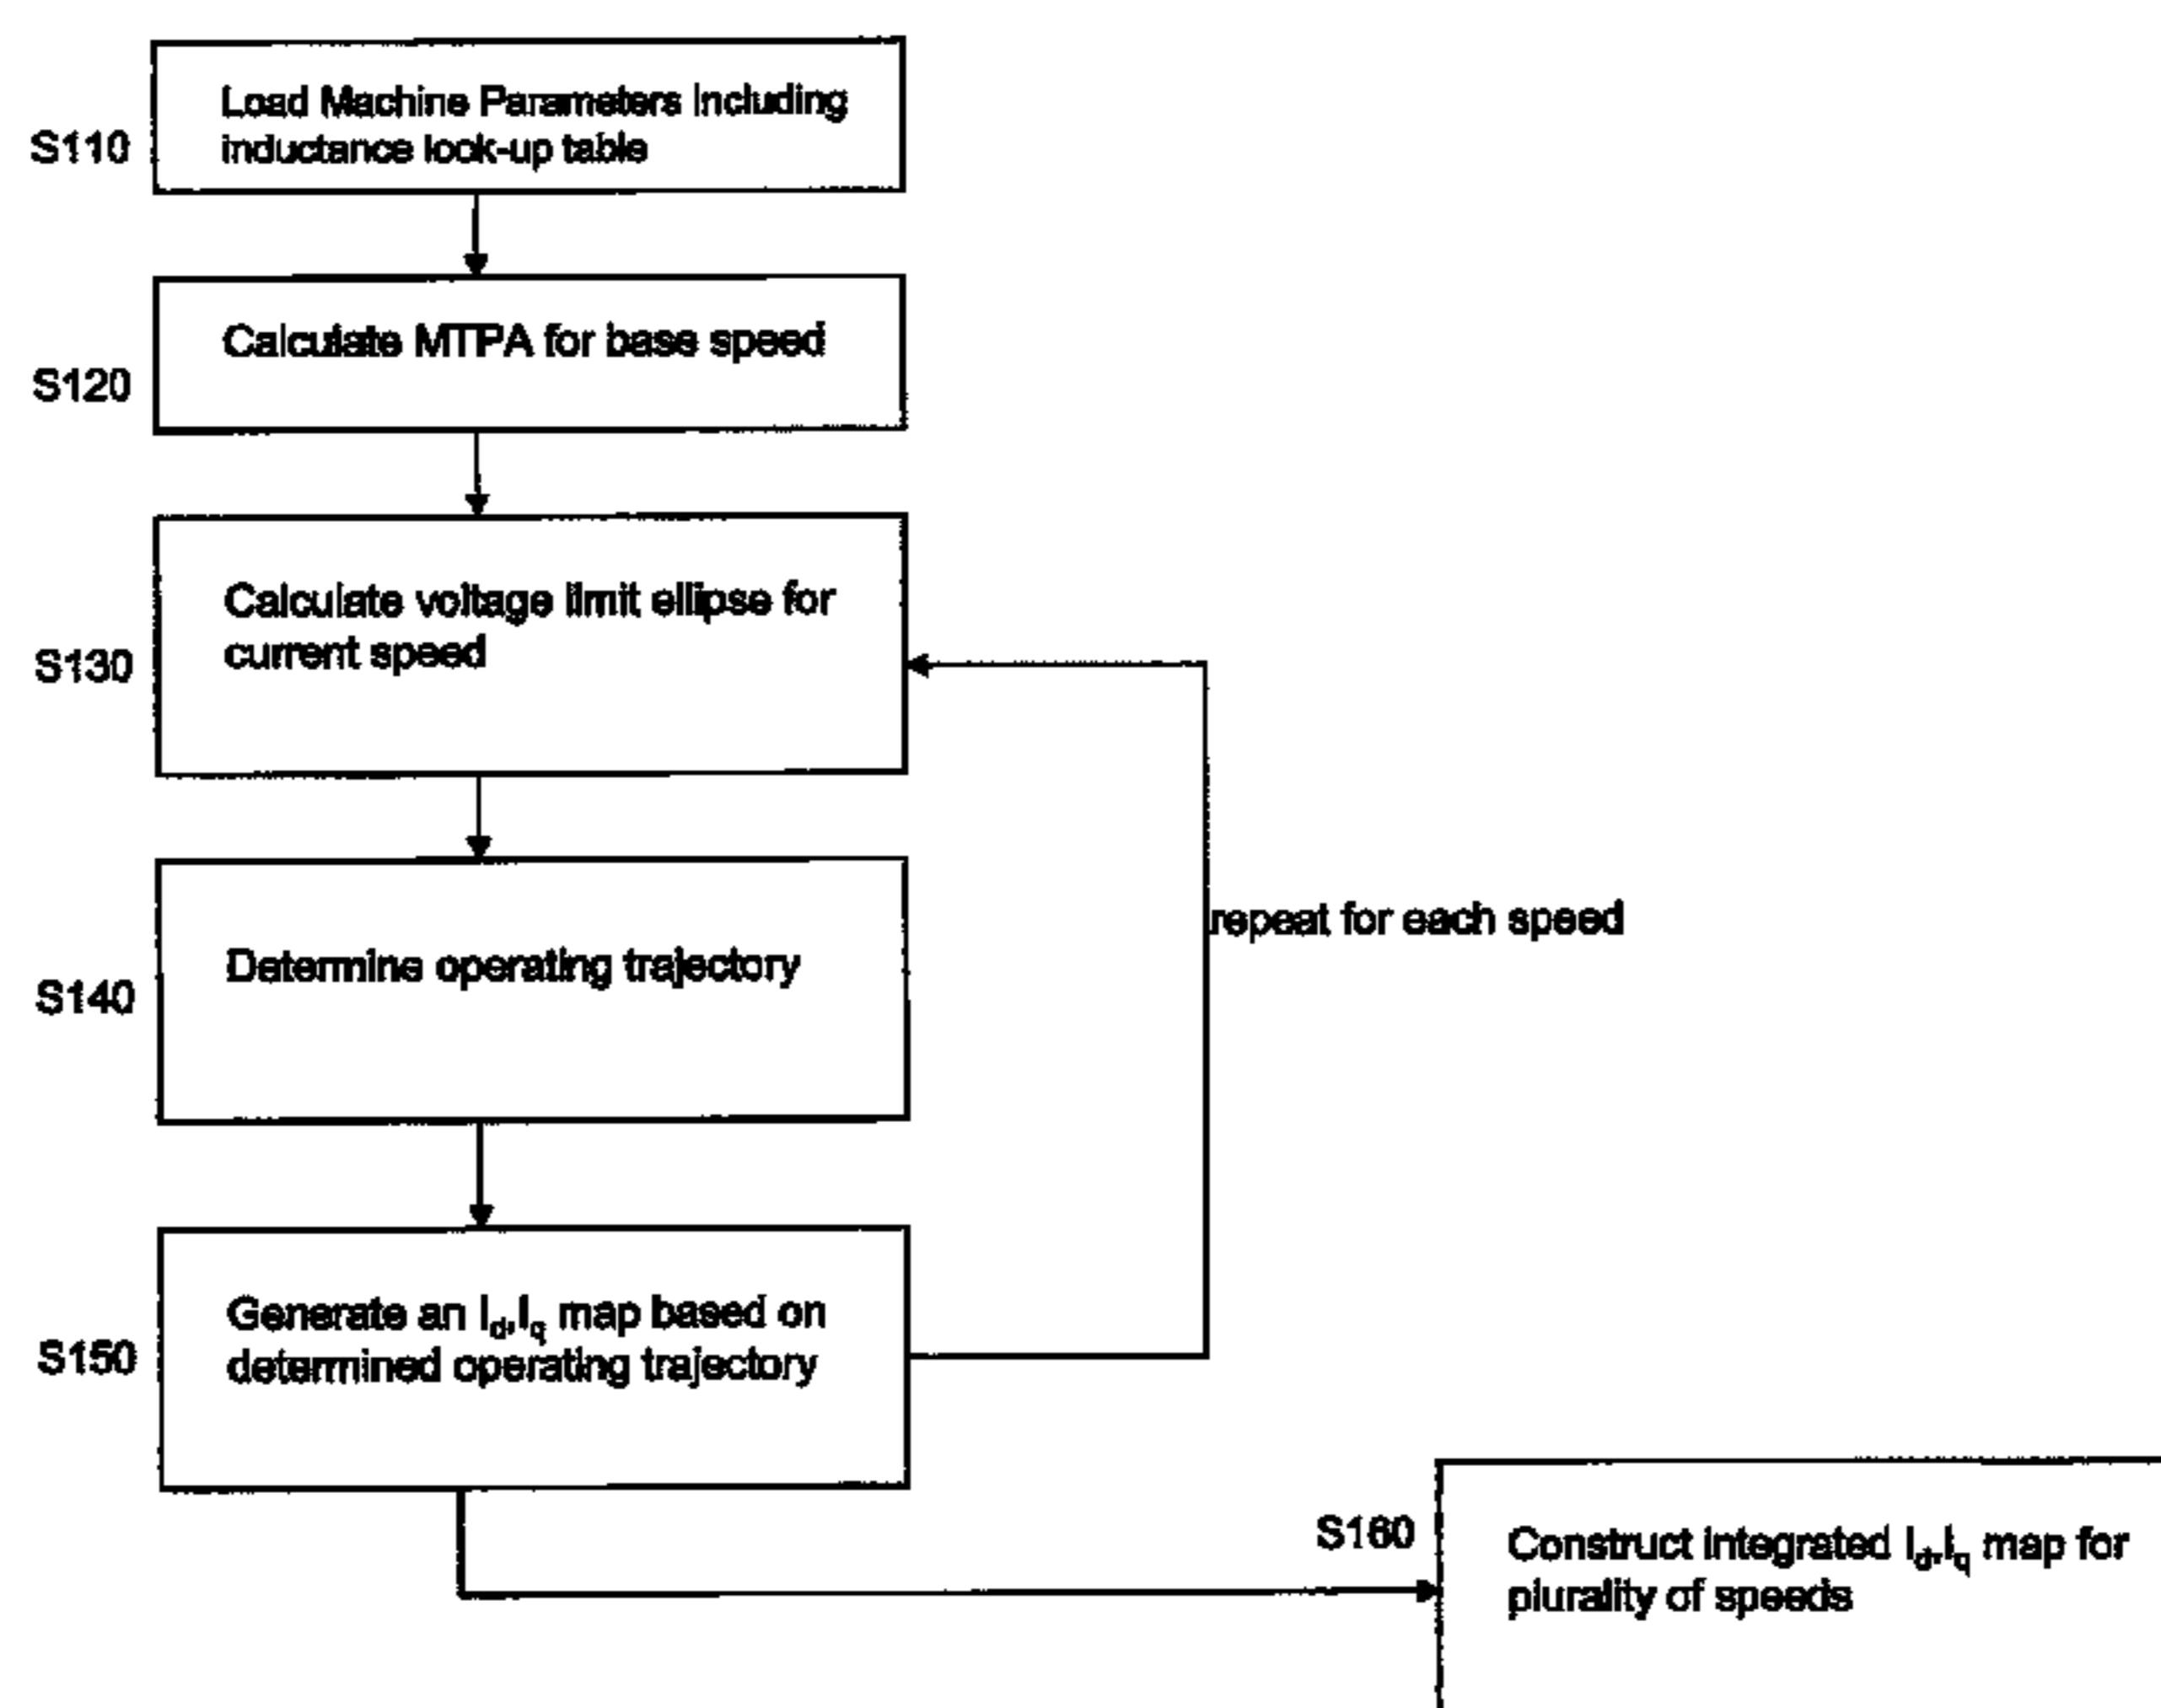 Load Machine Parameters Including
inductance look-up table
S110
Calculate MTPA for base speed
S120
Calculate voltage limit ellipse for
current speed
S130
repeat for each speed
Determine operating trajectory
S140
Generate an Id,Iq map based on
determined operating trajectory
S150
S160
Construct integrated Id,Iq map for
plurality of speeds